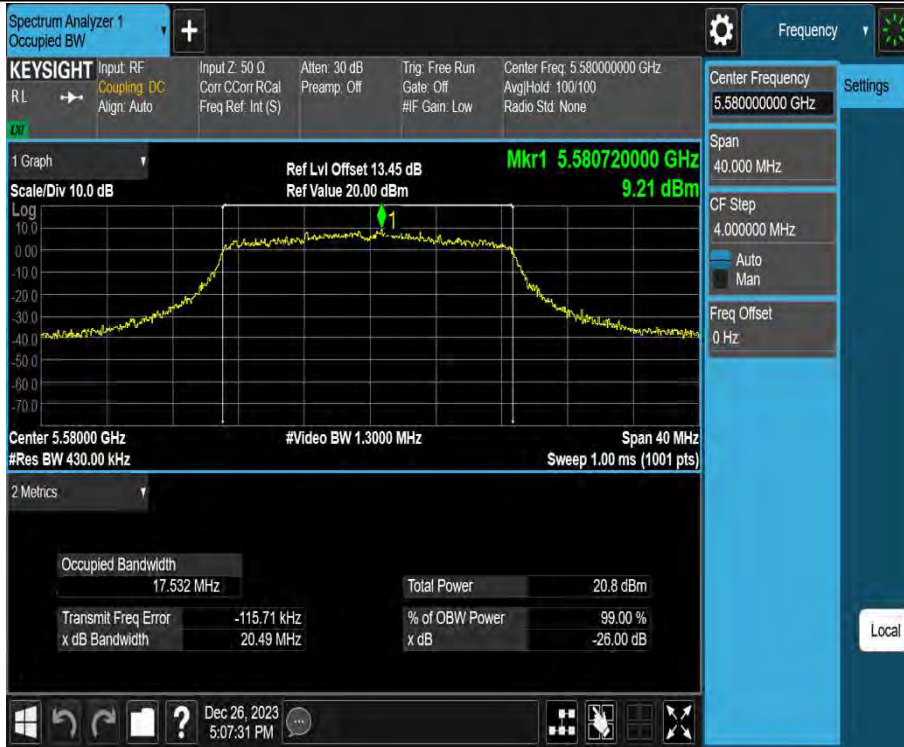 Spectrum Analyzer 1
Occupied BW
+
Frequency
KEYSIGHT
RL
LXI
Input: RF
Coupling: DC
Align: Auto
Input Z: 50 Ω
Corr CCorr RCal
Freq Ref: Int (S)
Atten: 30 dB
Preamp: Off
Trig: Free Run
Gate: Off
#IF Gain: Low
Center Freq: 5.580000000 GHz
Avg|Hold: 100/100
Radio Std: None
Center Frequency
5.580000000 GHz
Settings
Span
40.000 MHz
CF Step
4.000000 MHz
Auto
Man
Freq Offset
0 Hz
Local
1 Graph
Scale/Div 10.0 dB
Ref Lvl Offset 13.45 dB
Ref Value 20.00 dBm
Mkr1 5.580720000 GHz
9.21 dBm
Log
10.0
0.00
-10.0
-20.0
-30.0
-40.0
-50.0
-60.0
-70.0
1
Center 5.58000 GHz
#Video BW 1.3000 MHz
Span 40 MHz
#Res BW 430.00 kHz
Sweep 1.00 ms (1001 pts)
2 Metrics
Occupied Bandwidth
17.532 MHz
Total Power 20.8 dBm
Transmit Freq Error -115.71 kHz
% of OBW Power 99.00 %
x dB Bandwidth 20.49 MHz
x dB -26.00 dB
?
Dec 26, 2023
5:07:31 PM